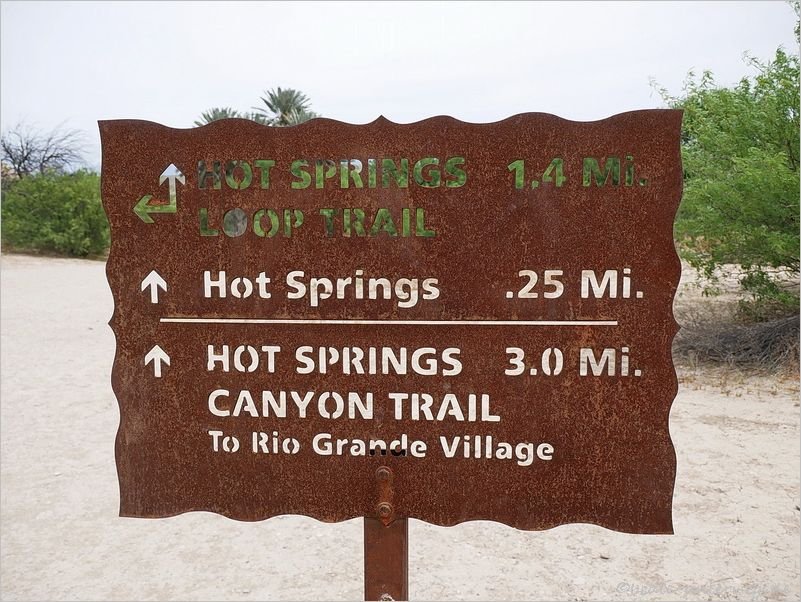 HOT SPRINGS 1.4 Mi.
LOOP TRAIL
Hot Springs .25 Mi.
HOT SPRINGS 3.0 Mi.
CANYON TRAIL
To Rio Grande Village